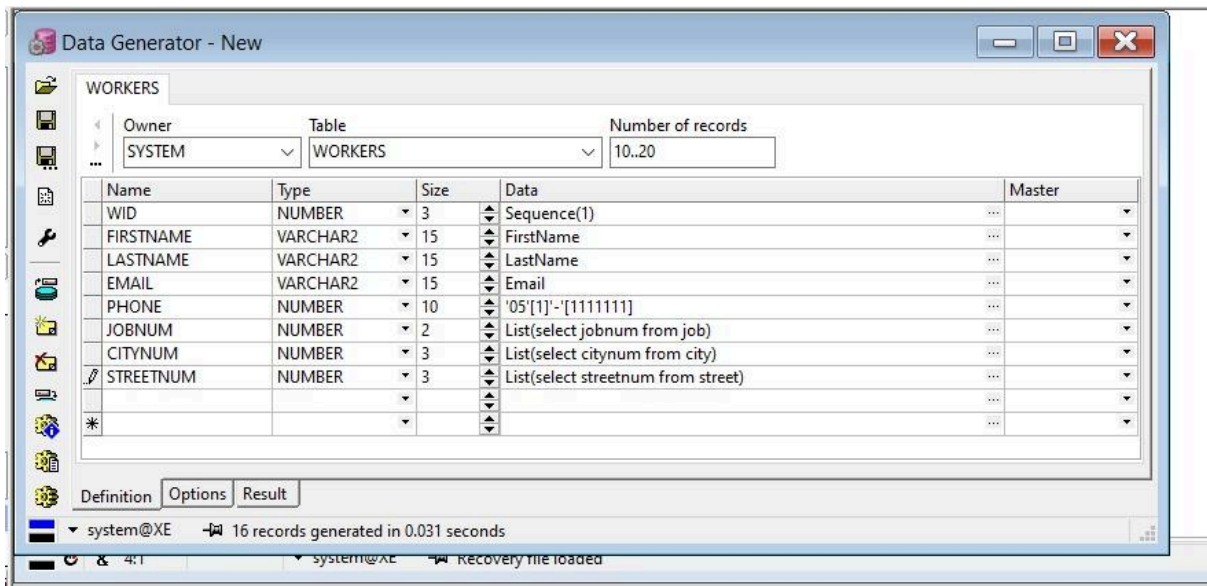 Data Generator - New
WORKERS
Owner Table Number of records
SYSTEM WORKERS 10..20
Name Type Size Data Master
WID NUMBER 3 Sequence(1)
FIRSTNAME VARCHAR2 15 FirstName
LASTNAME VARCHAR2 15 LastName
EMAIL VARCHAR2 15 Email
PHONE NUMBER 10 '05'[1]'-'[1111111]
JOBNUM NUMBER 2 List(select jobnum from job)
CITYNUM NUMBER 3 List(select citynum from city)
STREETNUM NUMBER 3 List(select streetnum from street)
Definition Options Result
system@XE 16 records generated in 0.031 seconds
& 4:1 system@XE Recovery file loaded